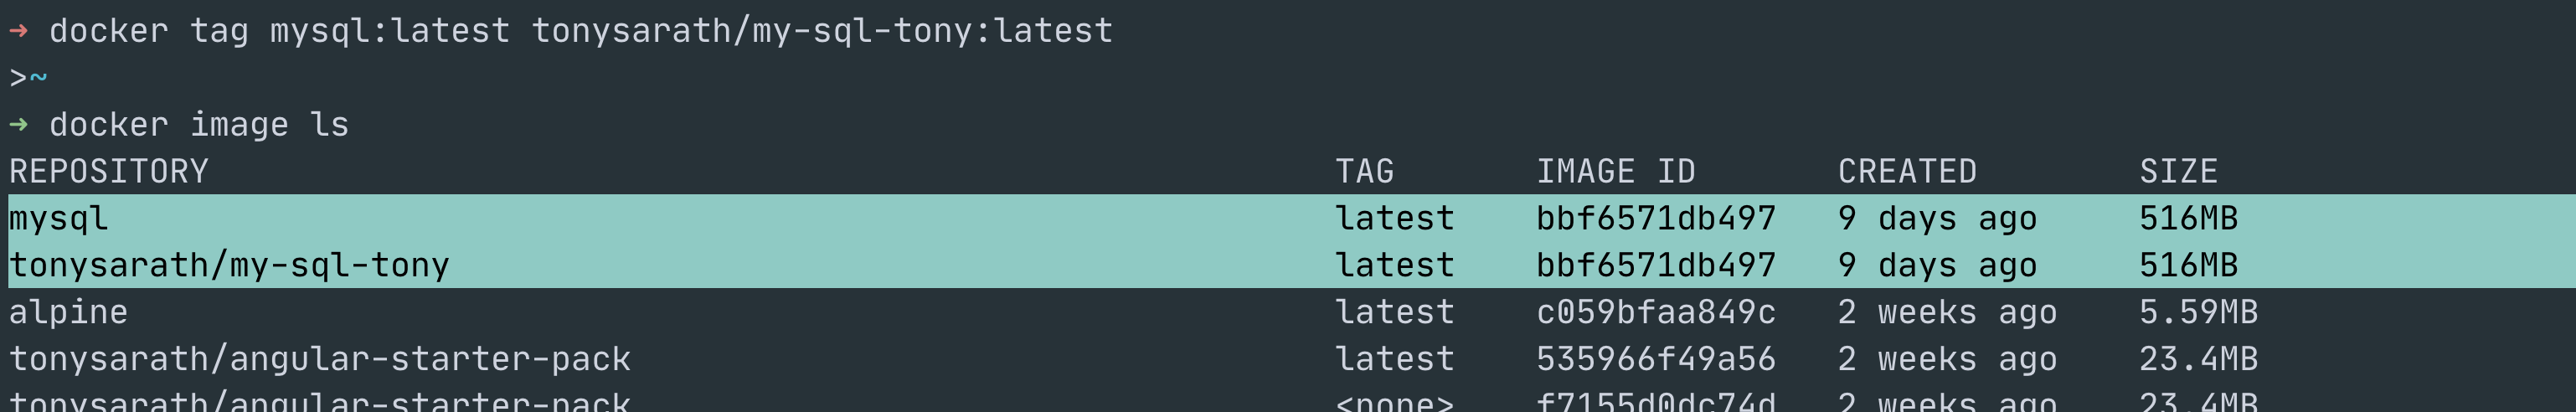 → docker tag mysql:latest tonysarath/my-sql-tony:latest
>~
→ docker image ls
REPOSITORY TAG IMAGE ID CREATED SIZE
mysql latest bbf6571db497 9 days ago 516MB
tonysarath/my-sql-tony latest bbf6571db497 9 days ago 516MB
alpine latest c059bfaa849c 2 weeks ago 5.59MB
tonysarath/angular-starter-pack latest 535966f49a56 2 weeks ago 23.4MB
tonysarath/angular-starter-pack <none> f7155d0dc74d 2 weeks ago 23.4MB